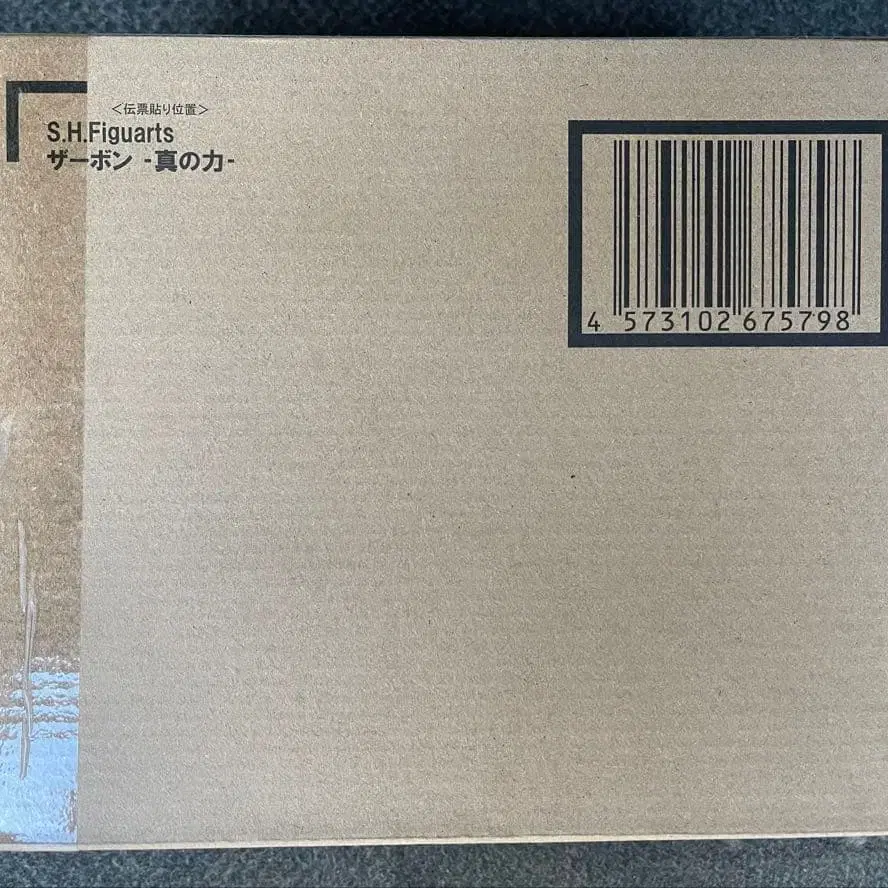 <伝票貼り位置>
S.H.Figuarts
ザーボン -真の力-
4 573102 675798